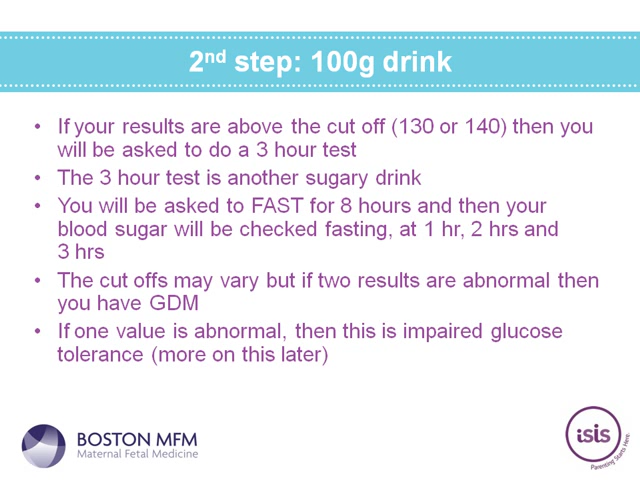 2nd step: 100g drink
• If your results are above the cut off (130 or 140) then you
will be asked to do a 3 hour test
• The 3 hour test is another sugary drink
• You will be asked to FAST for 8 hours and then your
blood sugar will be checked fasting, at 1 hr, 2 hrs and
3 hrs
• The cut offs may vary but if two results are abnormal then
you have GDM
• If one value is abnormal, then this is impaired glucose
tolerance (more on this later)
BOSTON MFM
Maternal Fetal Medicine
isis
Parenting Starts Here.